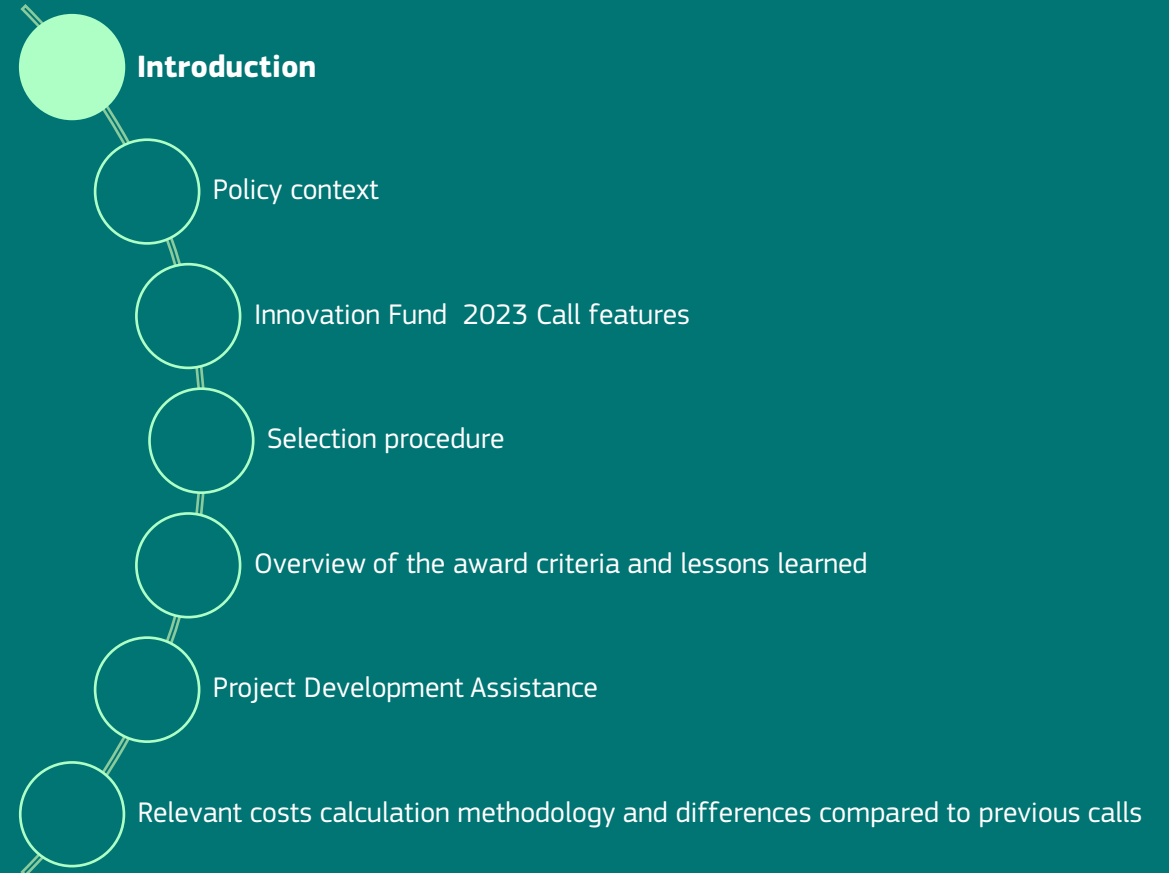 Introduction
Policy context
Innovation Fund  2023 Call features
Selection procedure
Overview of the award criteria and lessons learned
Project Development Assistance
Relevant costs calculation methodology and differences compared to previous calls